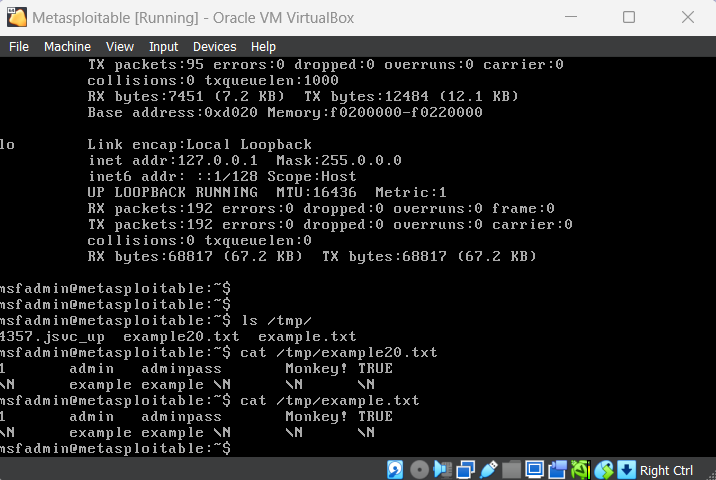 Metasploitable [Running] - Oracle VM VirtualBox
File Machine View Input Devices Help
TX packets:95 errors:0 dropped:0 overruns:0 carrier:0
collisions:0 txqueuelen:1000
RX bytes:7451 (7.2 KB)  TX bytes:12484 (12.1 KB)
Base address:0xd020 Memory:f0200000-f0220000
lo        Link encap:Local Loopback
inet addr:127.0.0.1  Mask:255.0.0.0
inet6 addr: ::1/128 Scope:Host
UP LOOPBACK RUNNING  MTU:16436  Metric:1
RX packets:192 errors:0 dropped:0 overruns:0 frame:0
TX packets:192 errors:0 dropped:0 overruns:0 carrier:0
collisions:0 txqueuelen:0
RX bytes:68817 (67.2 KB)  TX bytes:68817 (67.2 KB)
msfadmin@metasploitable:~$
msfadmin@metasploitable:~$
msfadmin@metasploitable:~$ ls /tmp/
4357.jsvc_up  example20.txt  example.txt
msfadmin@metasploitable:~$ cat /tmp/example20.txt
1       admin   adminpass       Monkey! TRUE
\N      example example \N      \N      \N
msfadmin@metasploitable:~$ cat /tmp/example.txt
1       admin   adminpass       Monkey! TRUE
\N      example example \N      \N      \N
msfadmin@metasploitable:~$
Right Ctrl